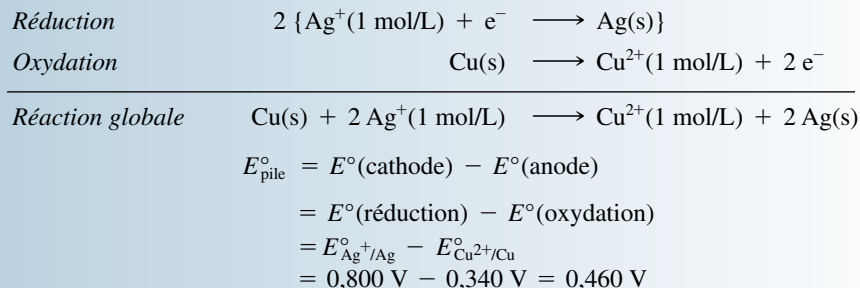 Réduction 2 {Ag⁺(1 mol/L) + e⁻ ⟶ Ag(s)}
Oxydation Cu(s) ⟶ Cu²⁺(1 mol/L) + 2 e⁻
Réaction globale Cu(s) + 2 Ag⁺(1 mol/L) ⟶ Cu²⁺(1 mol/L) + 2 Ag(s)
E°pile = E°(cathode) − E°(anode)
= E°(réduction) − E°(oxydation)
= E°Ag⁺/Ag − E°Cu²⁺/Cu
= 0,800 V − 0,340 V = 0,460 V